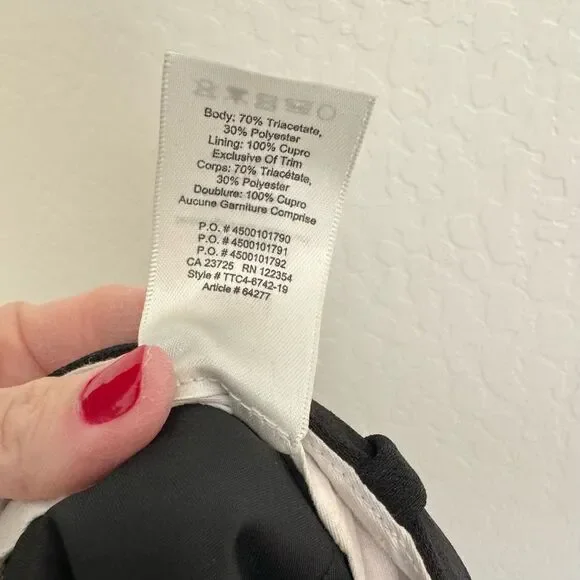 Body: 70% Triacetate,
30% Polyester
Lining: 100% Cupro
Exclusive Of Trim
Corps: 70% Triacétate,
30% Polyester
Doublure: 100% Cupro
Aucune Garniture Comprise
P.O. # 4500101790
P.O. # 4500101791
P.O. # 4500101792
CA 23725 RN 122354
Style # TTC4-6742-19
Article # 64277